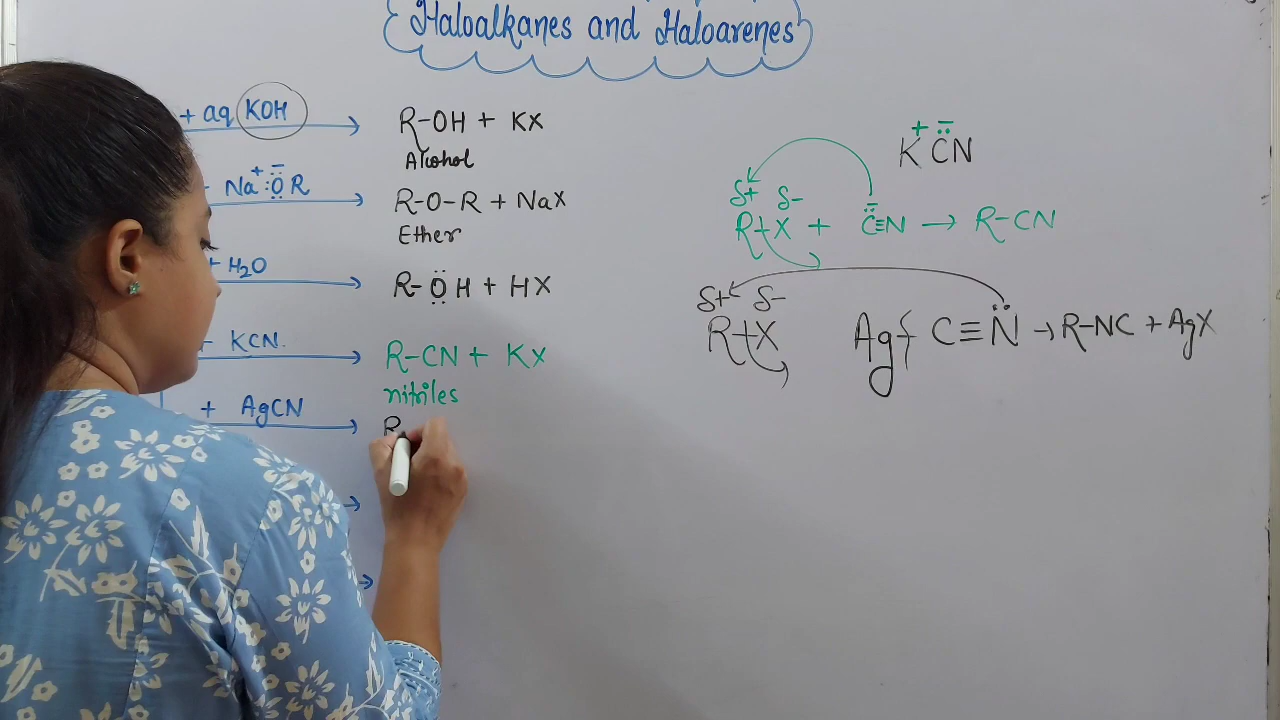 Haloalkanes and Haloarenes
+ aq KOH → R-OH + KX
Alcohol
Na⁺ :Ö̤⁻ R → R-O-R + NaX
Ether
+ H₂O → R-Ö̤H + HX
+ KCN. → R-CN + KX
nitriles
+ AgCN → R
K⁺ :C̄N
δ+ δ-
R+X + :C̄≡N → R-CN
δ+ δ-
R+X Ag C≡N̈ → R-NC + AgX